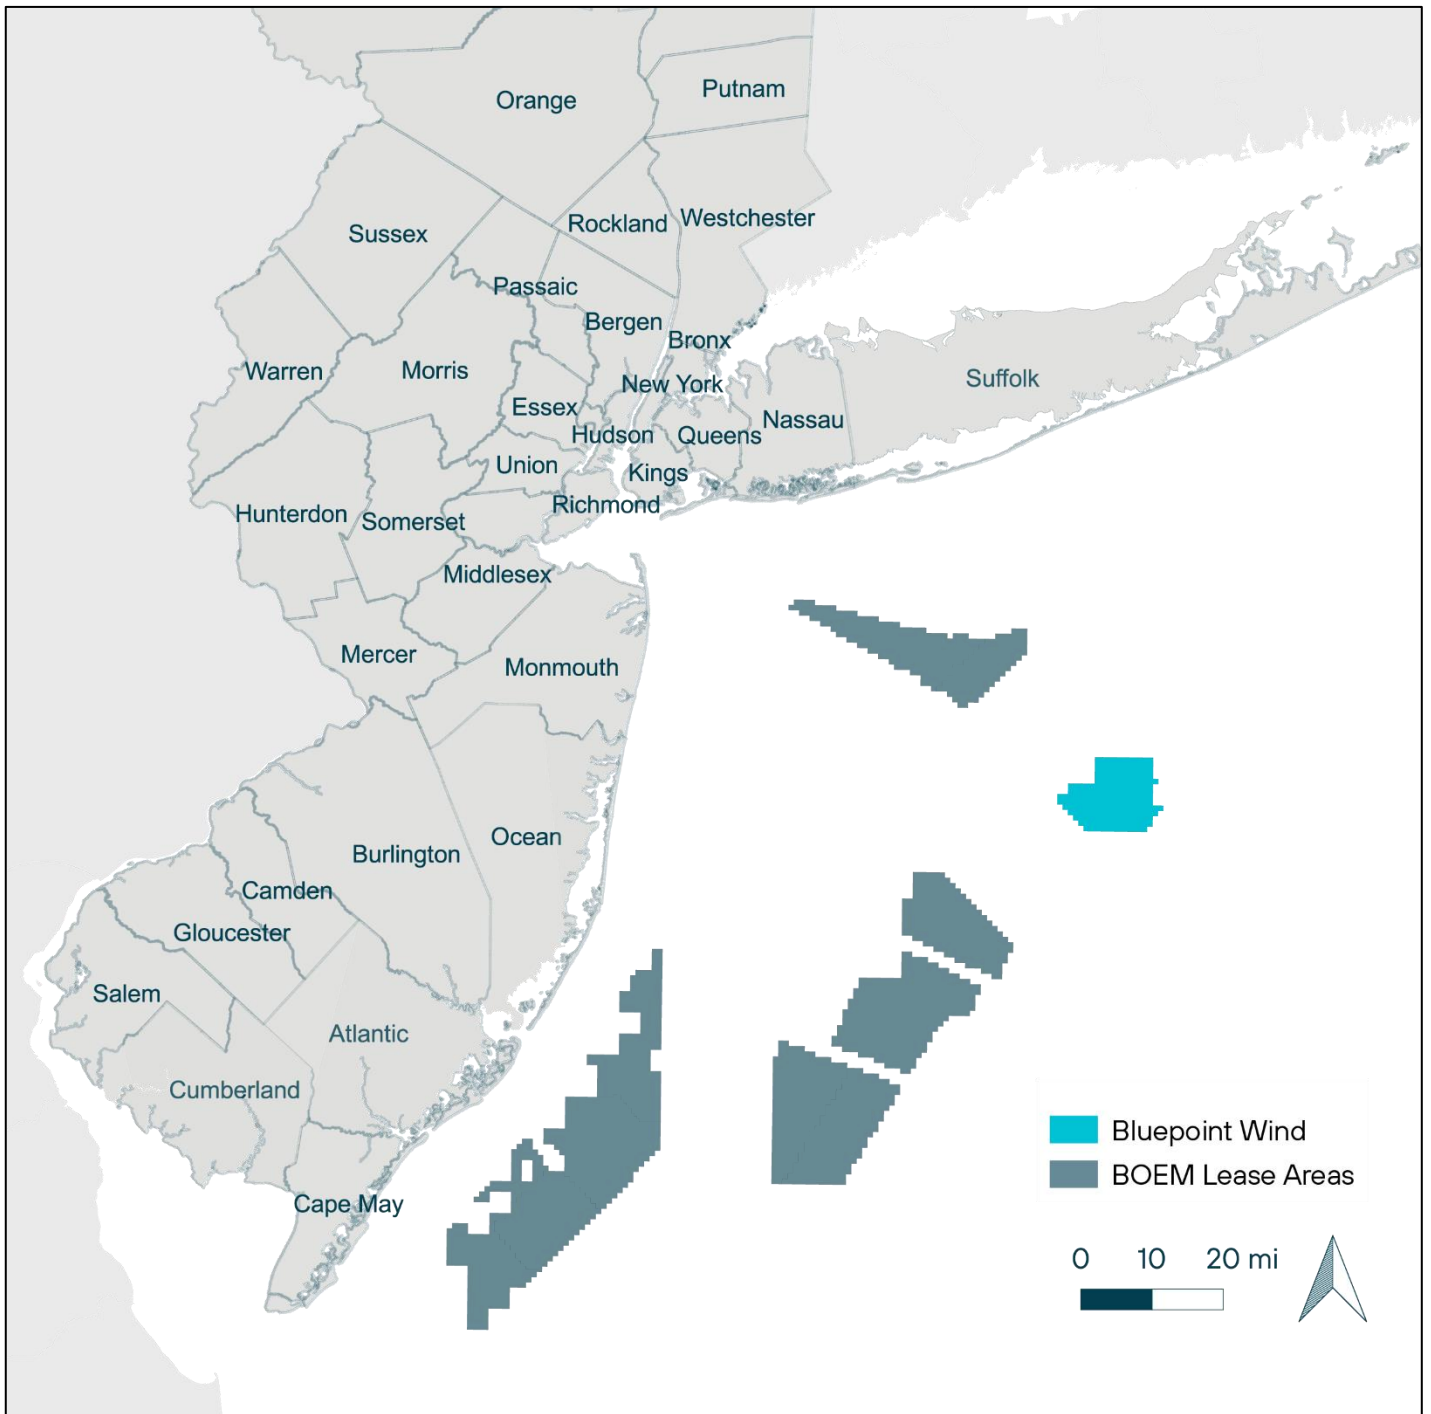 Putnam
Orange
Westchester
Rockland
Sussex
Passaic
Bergen
Bronx
Warren
Morris
New York
Suffolk
Essex
Nassau
Hudson
Queens
Union
Kings
Richmond
Hunterdon
Somerset
Middlesex
Mercer
Monmouth
Ocean
Burlington
Camden
Gloucester
Salem
Atlantic
Cumberland
Cape May
Bluepoint Wind
BOEM Lease Areas
0 10 20 mi